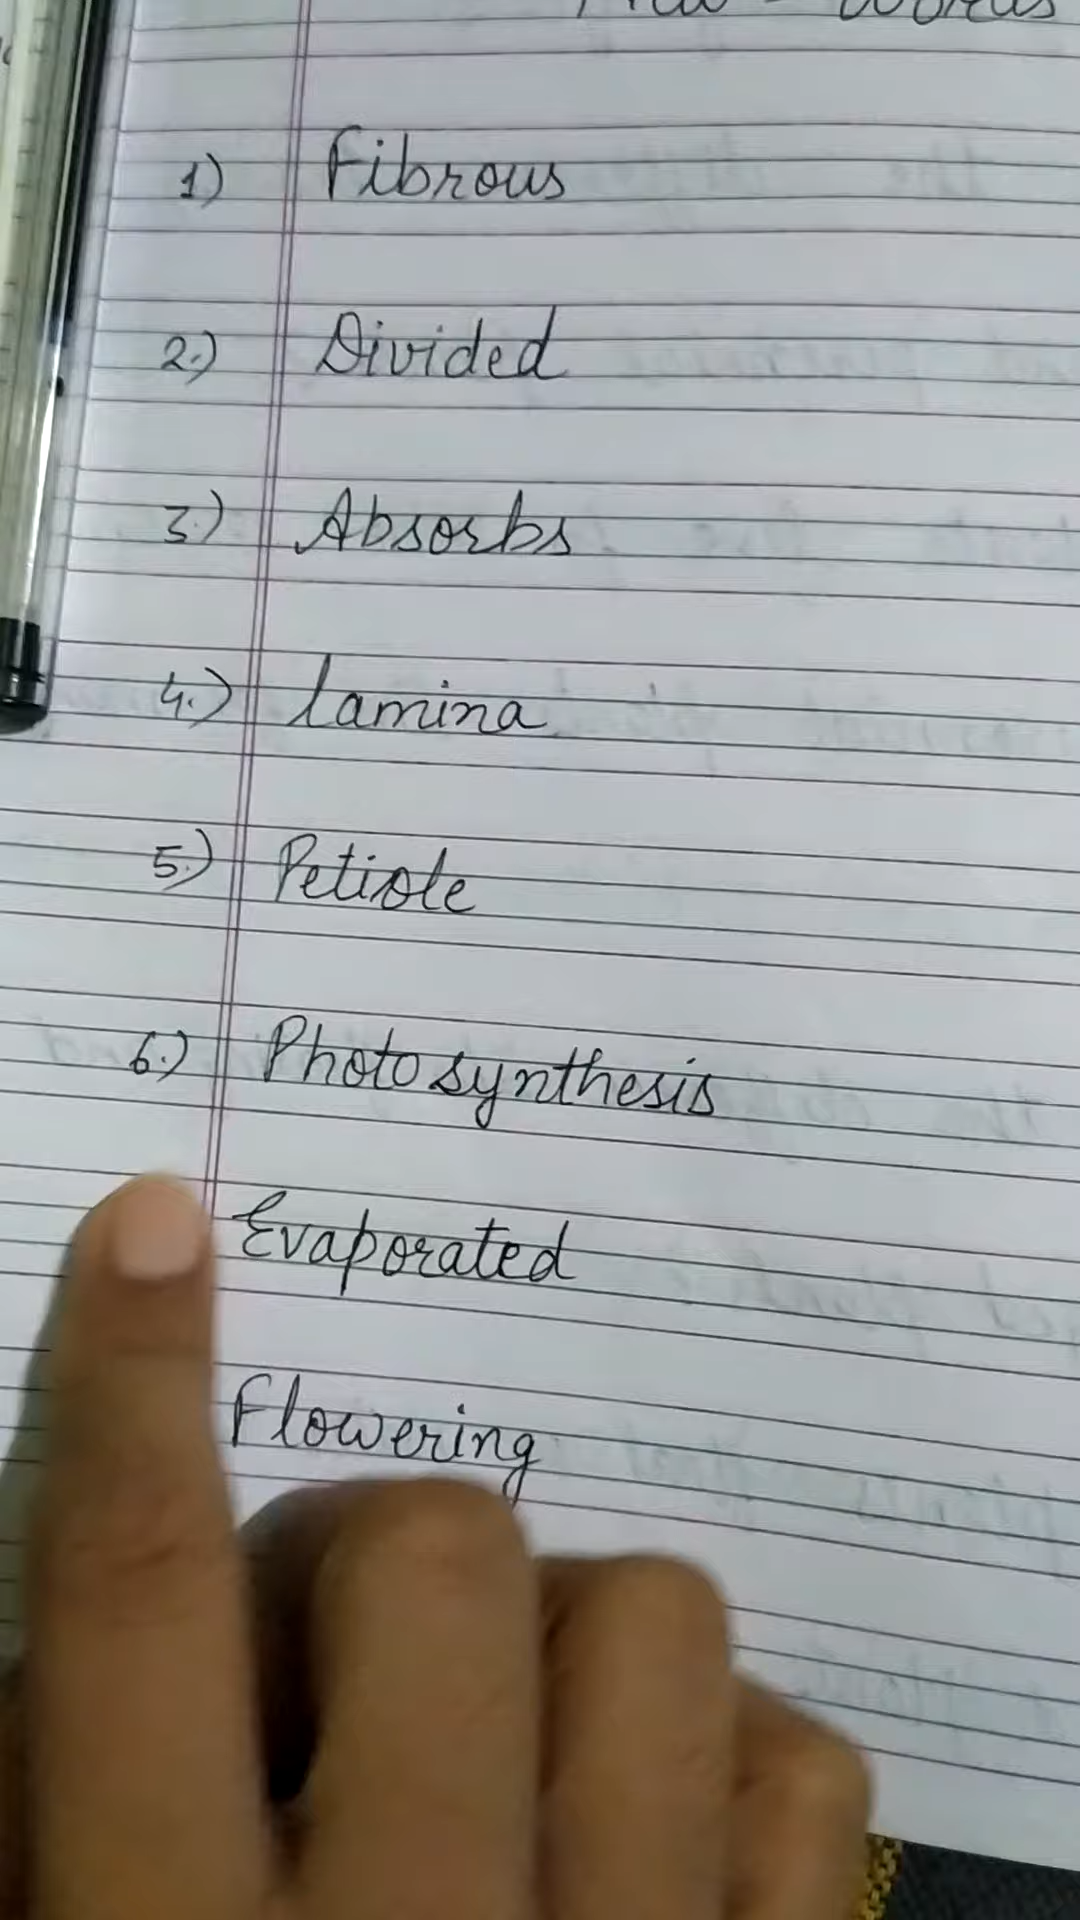 1) Fibrous
2.) Divided
3.) Absorbs
4.) Lamina
5.) Petiole
6.) Photosynthesis
Evaporated
Flowering